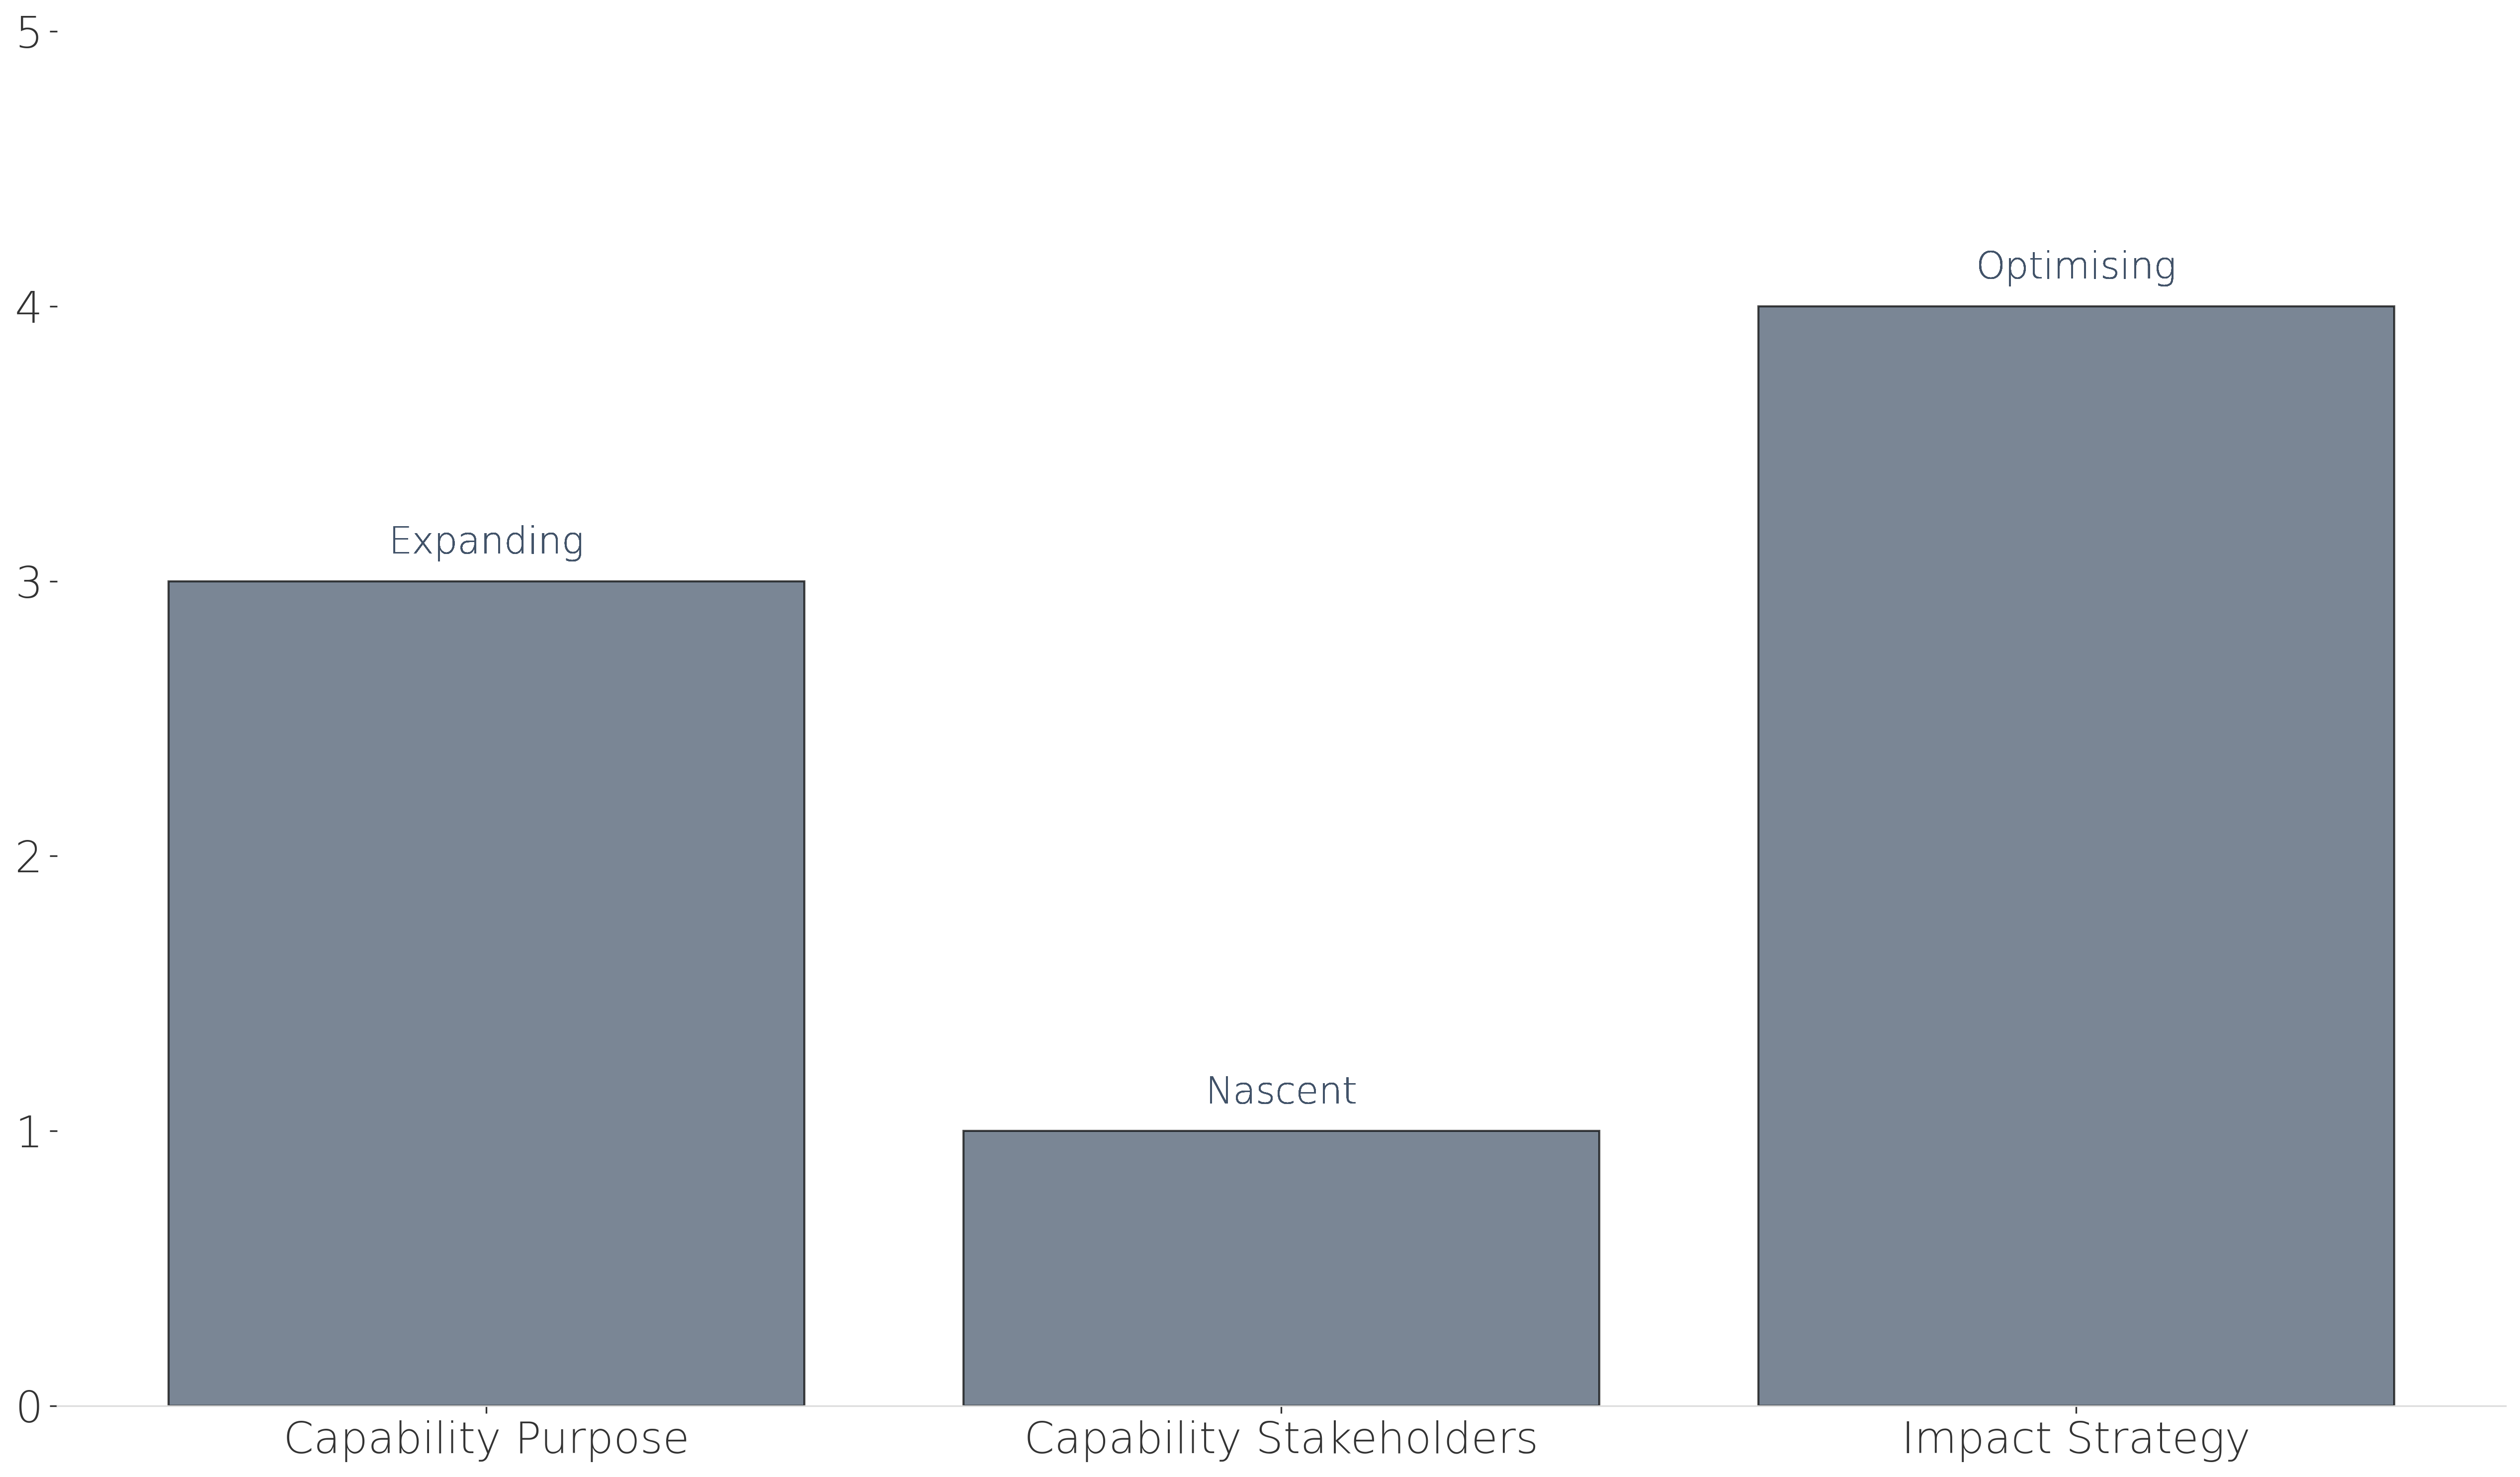 5
4
3
2
1
0
Optimising
Expanding
Nascent
Capability Purpose
Capability Stakeholders
Impact Strategy